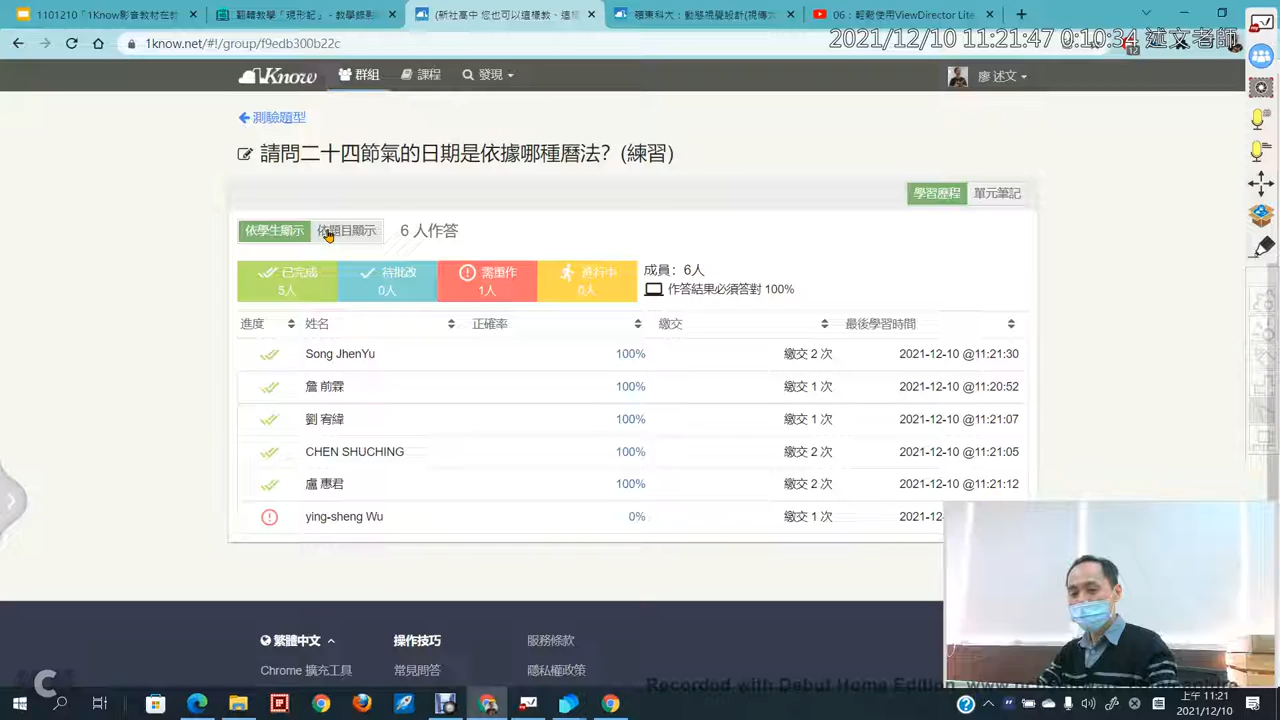 1101210「1Know影音教材在教
翻轉教學「現形記」- 教學錄影
(新社高中 您也可以這樣教、這樣
嶺東科大：動態視覺設計(視傳大
06：輕鬆使用ViewDirector Lite
1know.net/#!/group/f9edb300b22c
2021/12/10 11:21:47 0:10:34 述文老師
1Know 群組 課程 發現 廖 述文
測驗題型
請問二十四節氣的日期是依據哪種曆法? (練習)
學習歷程 單元筆記
依學生顯示 依題目顯示 6 人作答
已完成 待批改 需重作 進行中
5人 0人 1人 0人
成員：6人
作答結果必須答對 100%
進度 姓名 正確率 繳交 最後學習時間
Song JhenYu 100% 繳交 2 次 2021-12-10 @11:21:30
詹 前霖 100% 繳交 1 次 2021-12-10 @11:20:52
劉 宥緯 100% 繳交 1 次 2021-12-10 @11:21:07
CHEN SHUCHING 100% 繳交 2 次 2021-12-10 @11:21:05
盧 惠君 100% 繳交 2 次 2021-12-10 @11:21:12
ying-sheng Wu 0% 繳交 1 次 2021-12
繁體中文 操作技巧 服務條款
Chrome 擴充工具 常見問答 隱私權政策
Recorded with Debut Home Edition
上午 11:21
2021/12/10